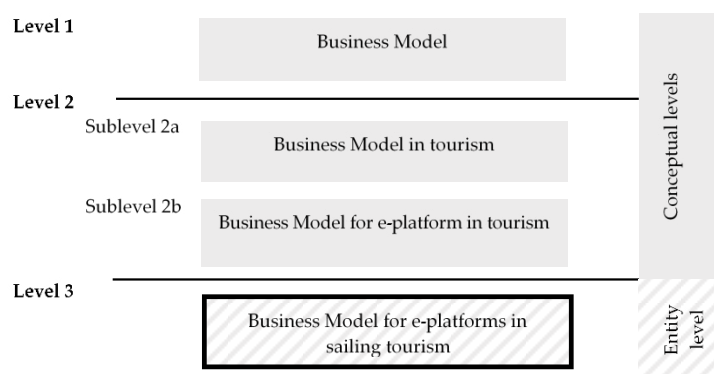 Level 1
Business Model
Level 2
Sublevel 2a
Business Model in tourism
Sublevel 2b
Business Model for e-platform in tourism
Level 3
Business Model for e-platforms in
sailing tourism
Conceptual levels
Entity
level